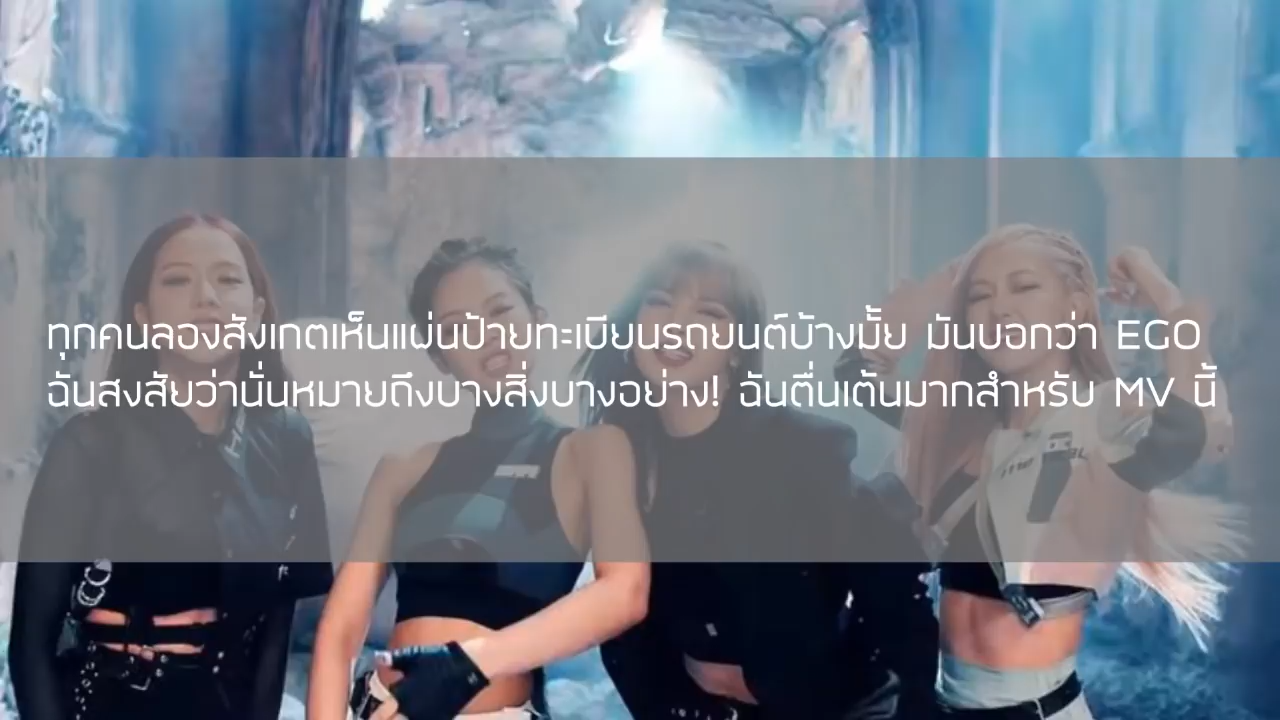 ทุกคนลองสังเกตเห็นแผ่นป้ายทะเบียนรถยนต์บ้างมั้ย มันบอกว่า EGO
ฉันสงสัยว่านั่นหมายถึงบางสิ่งบางอย่าง! ฉันตื่นเต้นมากสำหรับ MV นี้